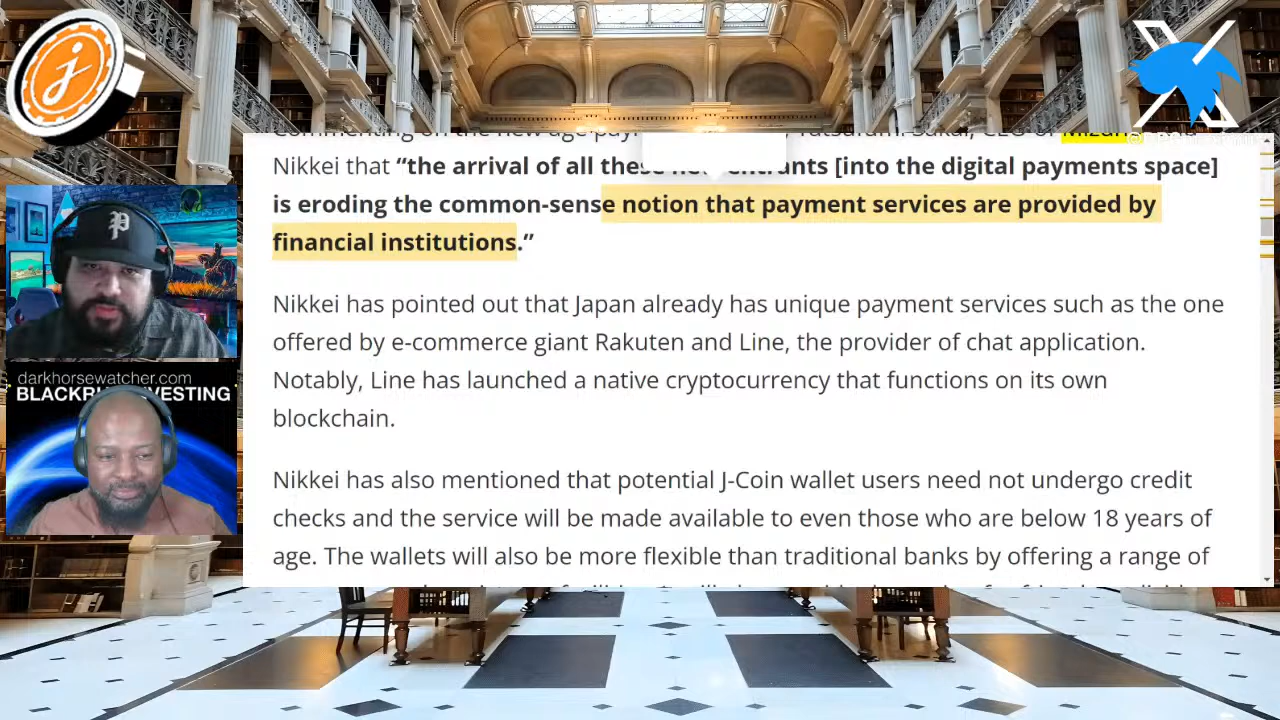 Nikkei that “the arrival of all these new entrants [into the digital payments space]
is eroding the common-sense notion that payment services are provided by
financial institutions.”
Nikkei has pointed out that Japan already has unique payment services such as the one
offered by e-commerce giant Rakuten and Line, the provider of chat application.
Notably, Line has launched a native cryptocurrency that functions on its own
blockchain.
Nikkei has also mentioned that potential J-Coin wallet users need not undergo credit
checks and the service will be made available to even those who are below 18 years of
age. The wallets will also be more flexible than traditional banks by offering a range of
darkhorsewatcher.com
P
J
X